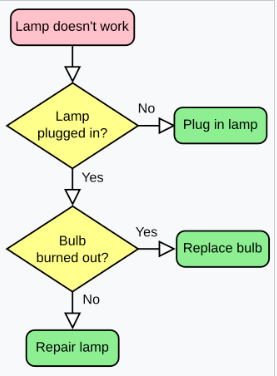 Lamp doesn't work
Lamp
plugged in?
No
Plug in lamp
Yes
Bulb
burned out?
Yes
Replace bulb
No
Repair lamp